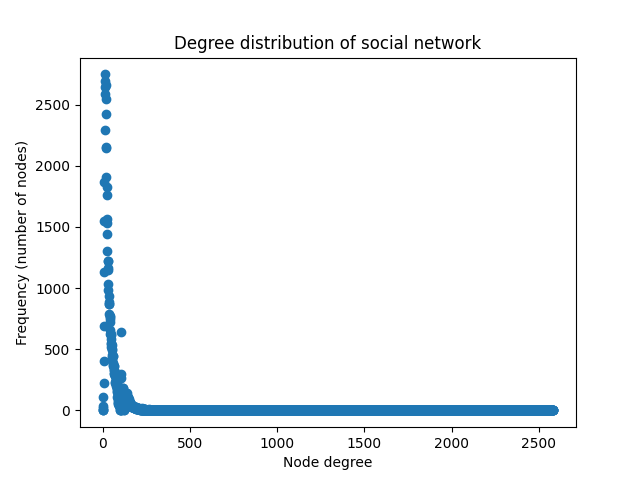 Degree distribution of social network
Frequency (number of nodes)
2500
2000
1500
1000
500
0
0 500 1000 1500 2000 2500
Node degree